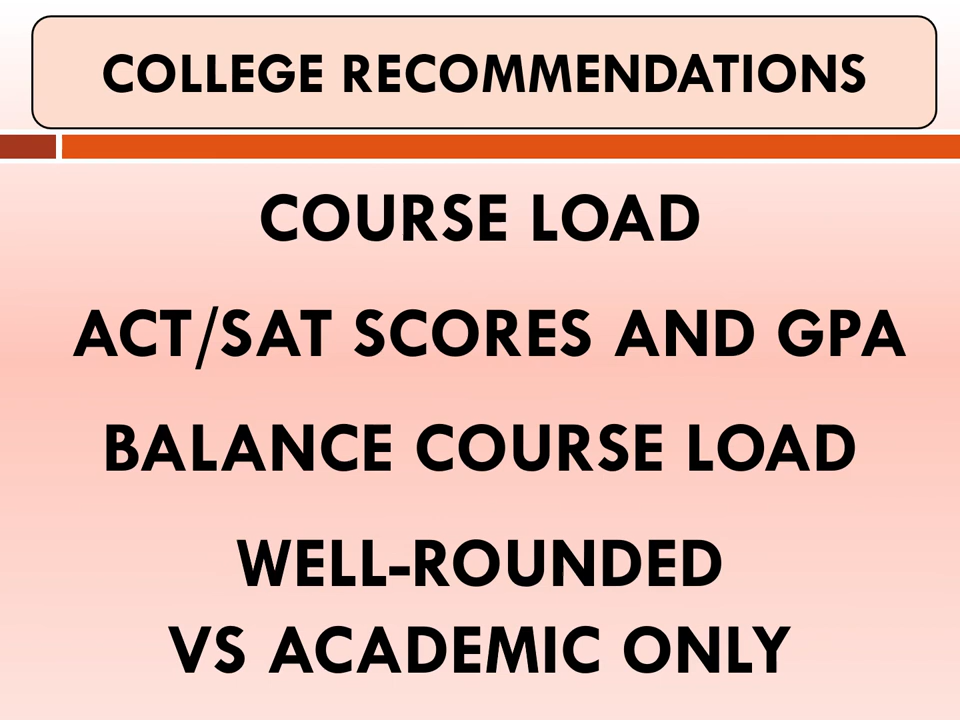 COLLEGE RECOMMENDATIONS
COURSE LOAD
ACT/SAT SCORES AND GPA
BALANCE COURSE LOAD
WELL-ROUNDED
VS ACADEMIC ONLY